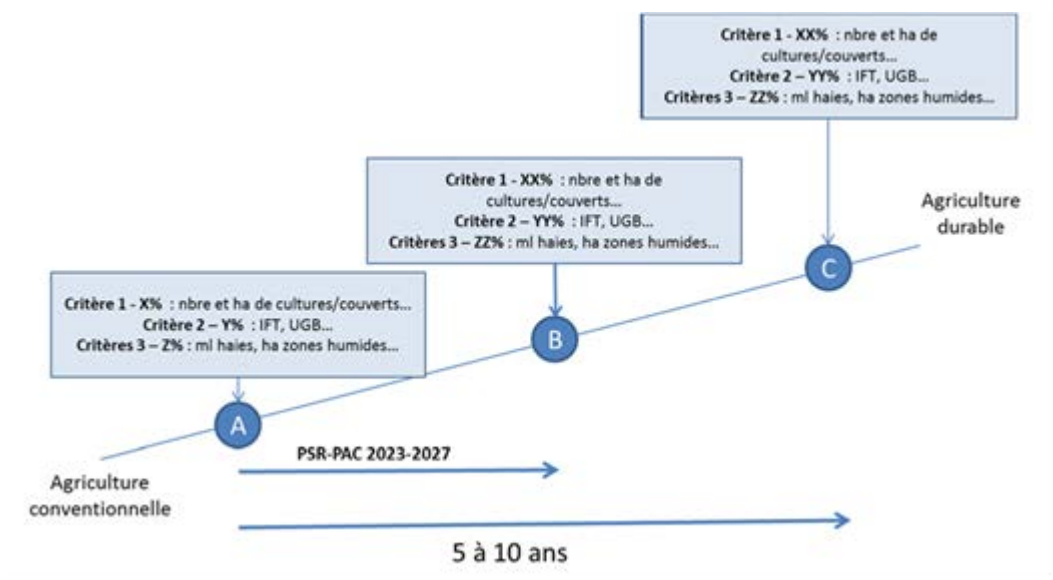 Critère 1 - XX% : nbre et ha de
cultures/couverts...
Critère 2 – YY% : IFT, UGB...
Critères 3 – ZZ% : ml haies, ha zones humides...
Critère 1 - XX% : nbre et ha de
cultures/couverts...
Critère 2 – YY% : IFT, UGB...
Critères 3 – ZZ% : ml haies, ha zones humides...
Agriculture
durable
C
Critère 1 - X% : nbre et ha de cultures/couverts...
Critère 2 – Y% : IFT, UGB...
Critères 3 – Z% : ml haies, ha zones humides...
B
A
PSR-PAC 2023-2027
Agriculture
conventionnelle
5 à 10 ans